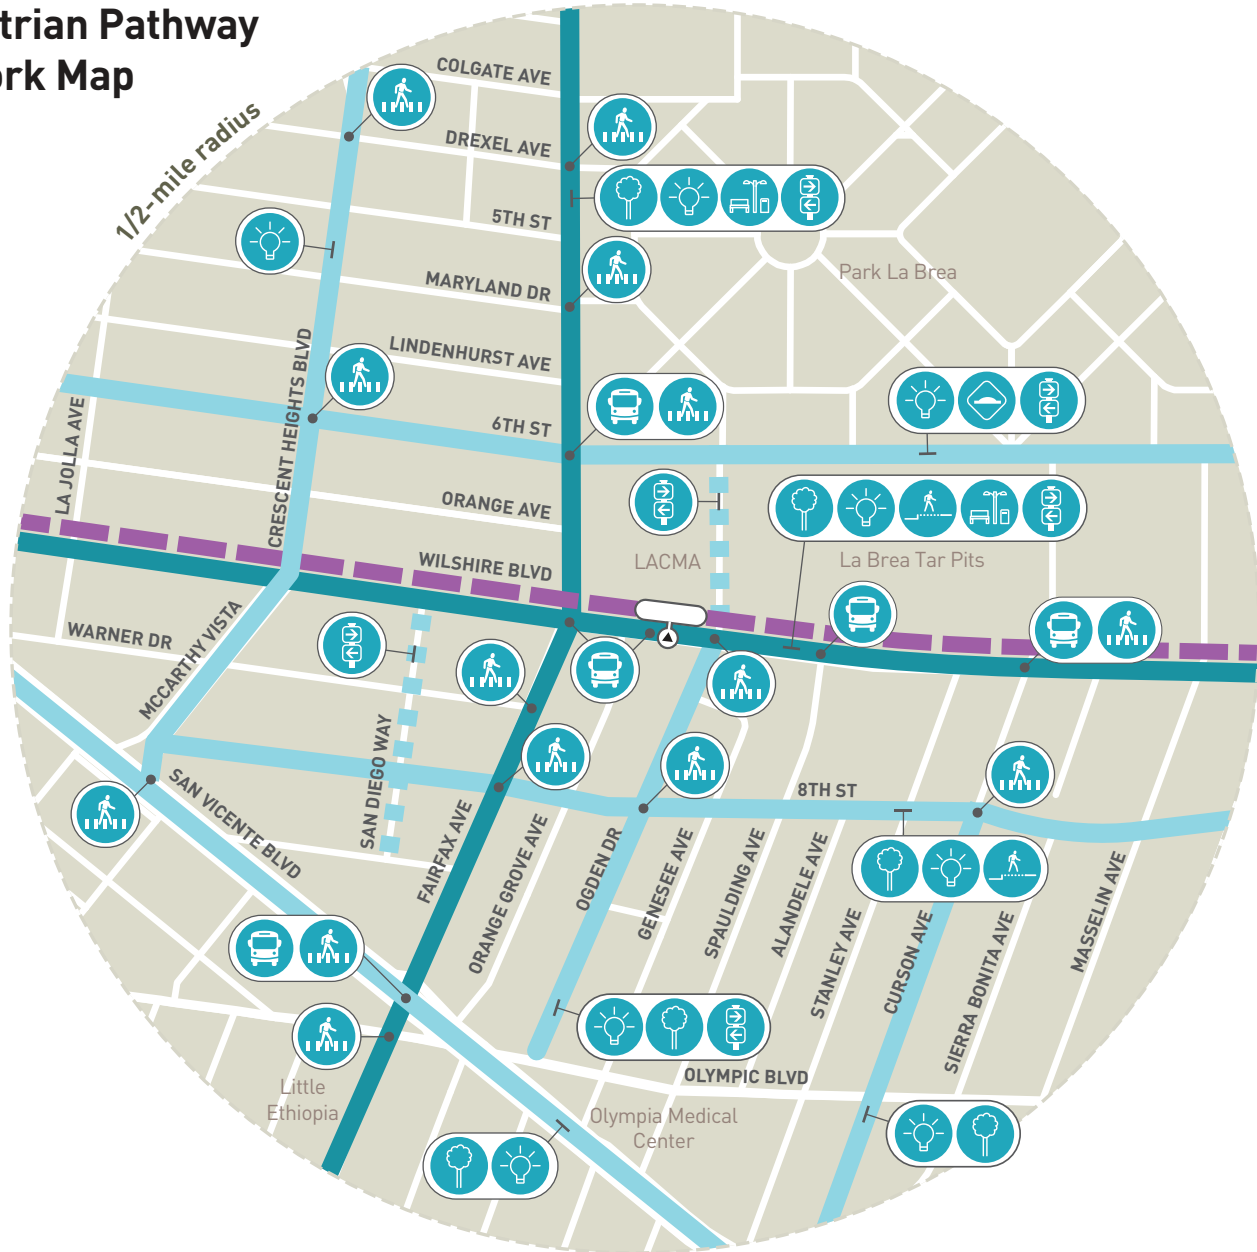 trian Pathway
ork Map
1/2-mile radius
COLGATE AVE
DREXEL AVE
5TH ST
MARYLAND DR
Park La Brea
LINDENHURST AVE
CRESCENT HEIGHTS BLVD
LA JOLLA AVE
6TH ST
ORANGE AVE
WILSHIRE BLVD
LACMA
La Brea Tar Pits
WARNER DR
MCCARTHY VISTA
SAN VICENTE BLVD
SAN DIEGO WAY
FAIRFAX AVE
ORANGE GROVE AVE
OGDEN DR
GENESEE AVE
SPAULDING AVE
8TH ST
ALANDELE AVE
STANLEY AVE
CURSON AVE
SIERRA BONITA AVE
MASSELIN AVE
OLYMPIC BLVD
Little
Ethiopia
Olympia Medical
Center